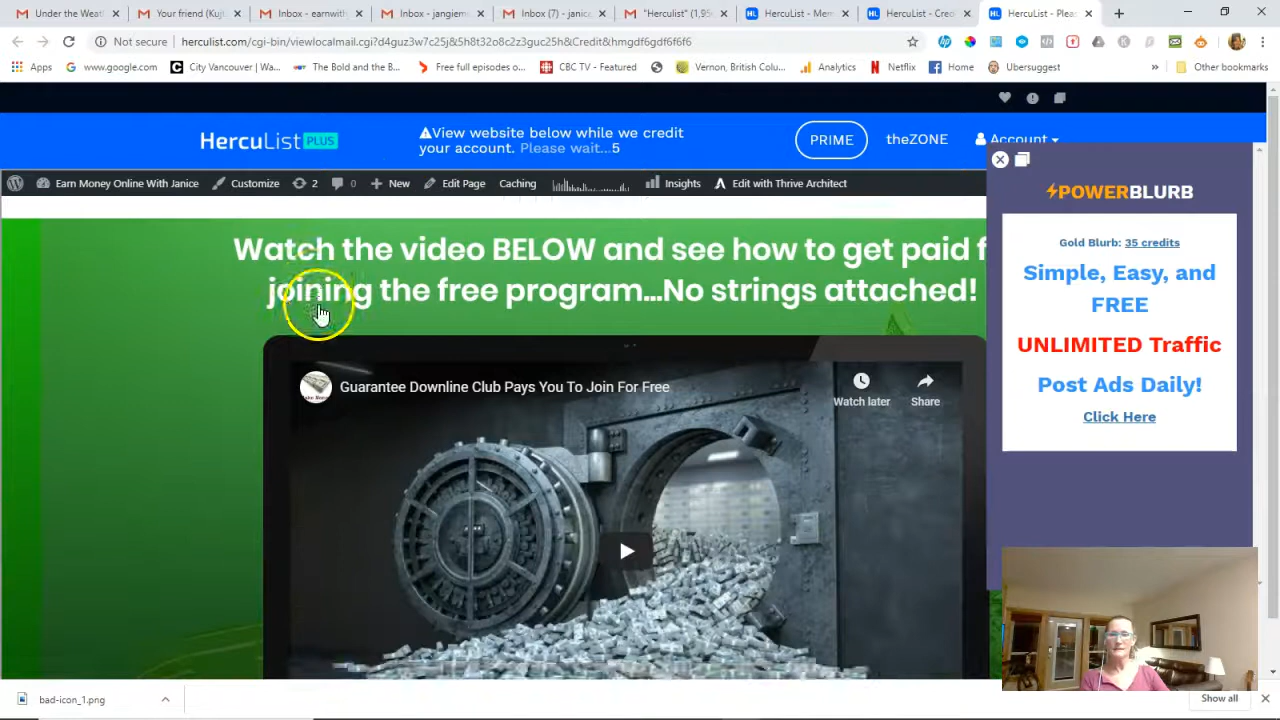 Under the Weat
Your friend (Kujt
Inbox - earnwith
Inbox - jangiem
Inbox (7) - janica
"Herculist" (1,95
HercuList - Mem
HercuList - Cred
HercuList - Plea
Not secure
herculist.com/cgi-bin/viewlocalmail.cgi?d4guz3w7c25j&5h8t32o8c2z3guc25h&Credit&hmgdf6gdf6f6f6
Apps
www.google.com
City Vancouver | Wa...
The Bold and the B...
Free full episodes o...
CBC TV - Featured
Vernon, British Colu...
Analytics
Netflix
Home
Ubersuggest
Other bookmarks
HercuList PLUS
View website below while we credit
your account. Please wait...5
PRIME
theZONE
Account
Earn Money Online With Janice
Customize
2
0
New
Edit Page
Caching
Insights
Edit with Thrive Architect
POWERBLURB
Gold Blurb: 35 credits
Simple, Easy, and
FREE
UNLIMITED Traffic
Post Ads Daily!
Click Here
Watch the video BELOW and see how to get paid f
joining the free program...No strings attached!
Guarantee Downline Club Pays You To Join For Free
Watch later
Share
bad-icon_1.png
Show all